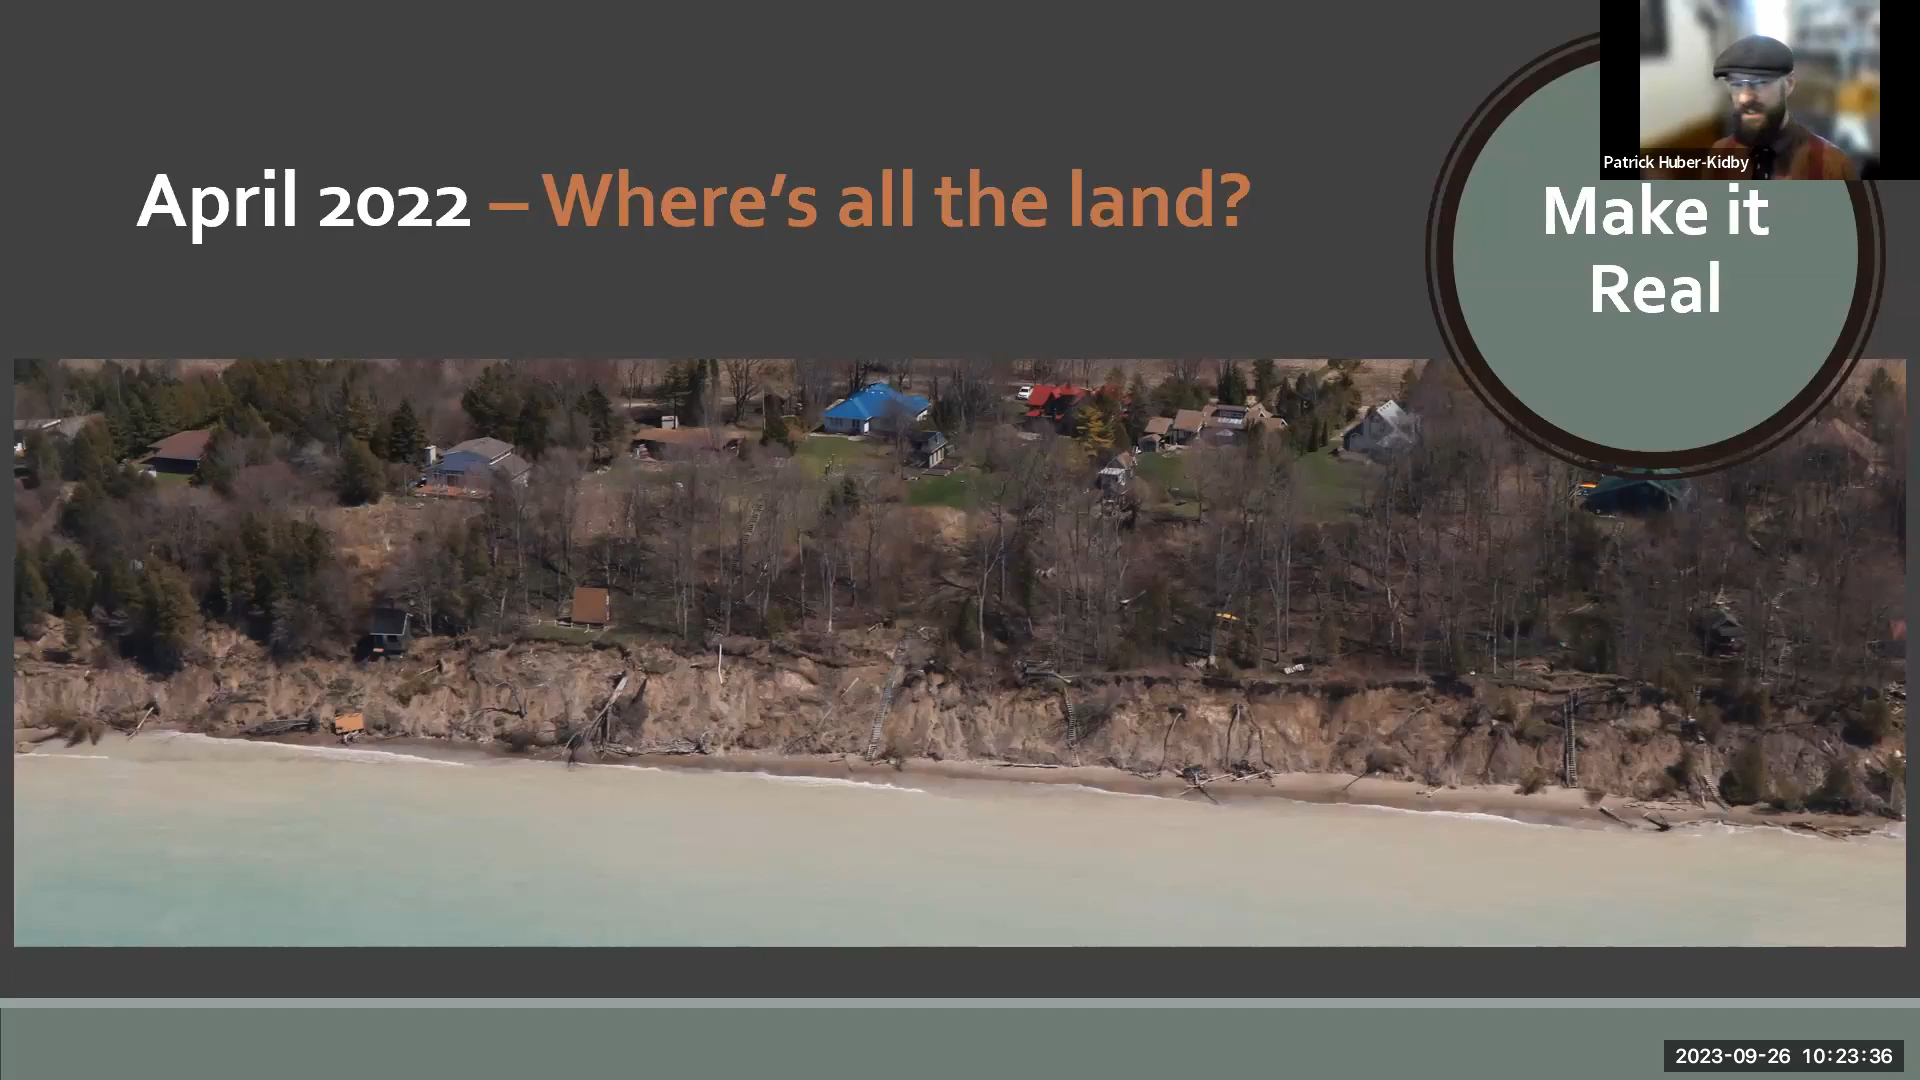 April 2022 – Where's all the land?
Patrick Huber-Kidby
Make it
Real
2023-09-26 10:23:36